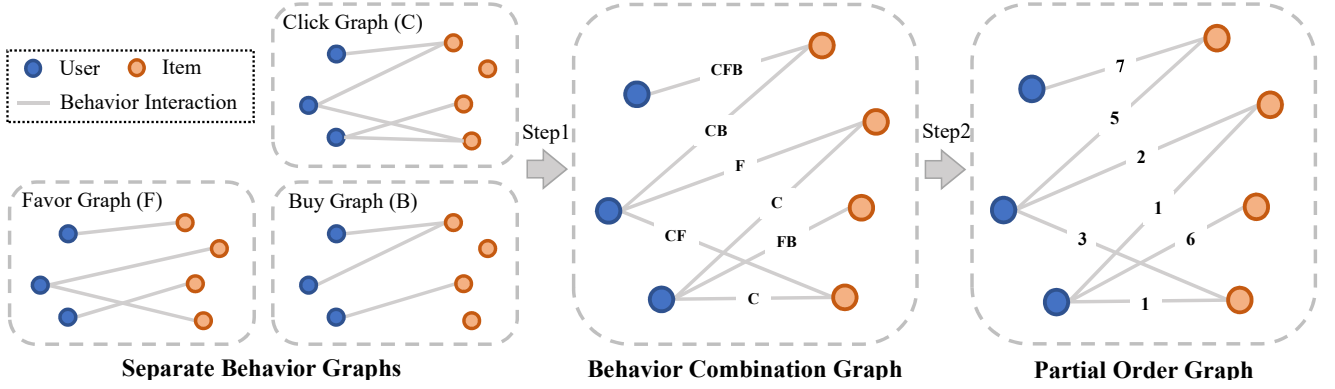 User Item
Behavior Interaction
Click Graph (C)
Favor Graph (F)
Buy Graph (B)
Separate Behavior Graphs
Step1
CFB
CB
F
C
CF
FB
C
Behavior Combination Graph
Step2
7
5
2
1
3
6
1
Partial Order Graph